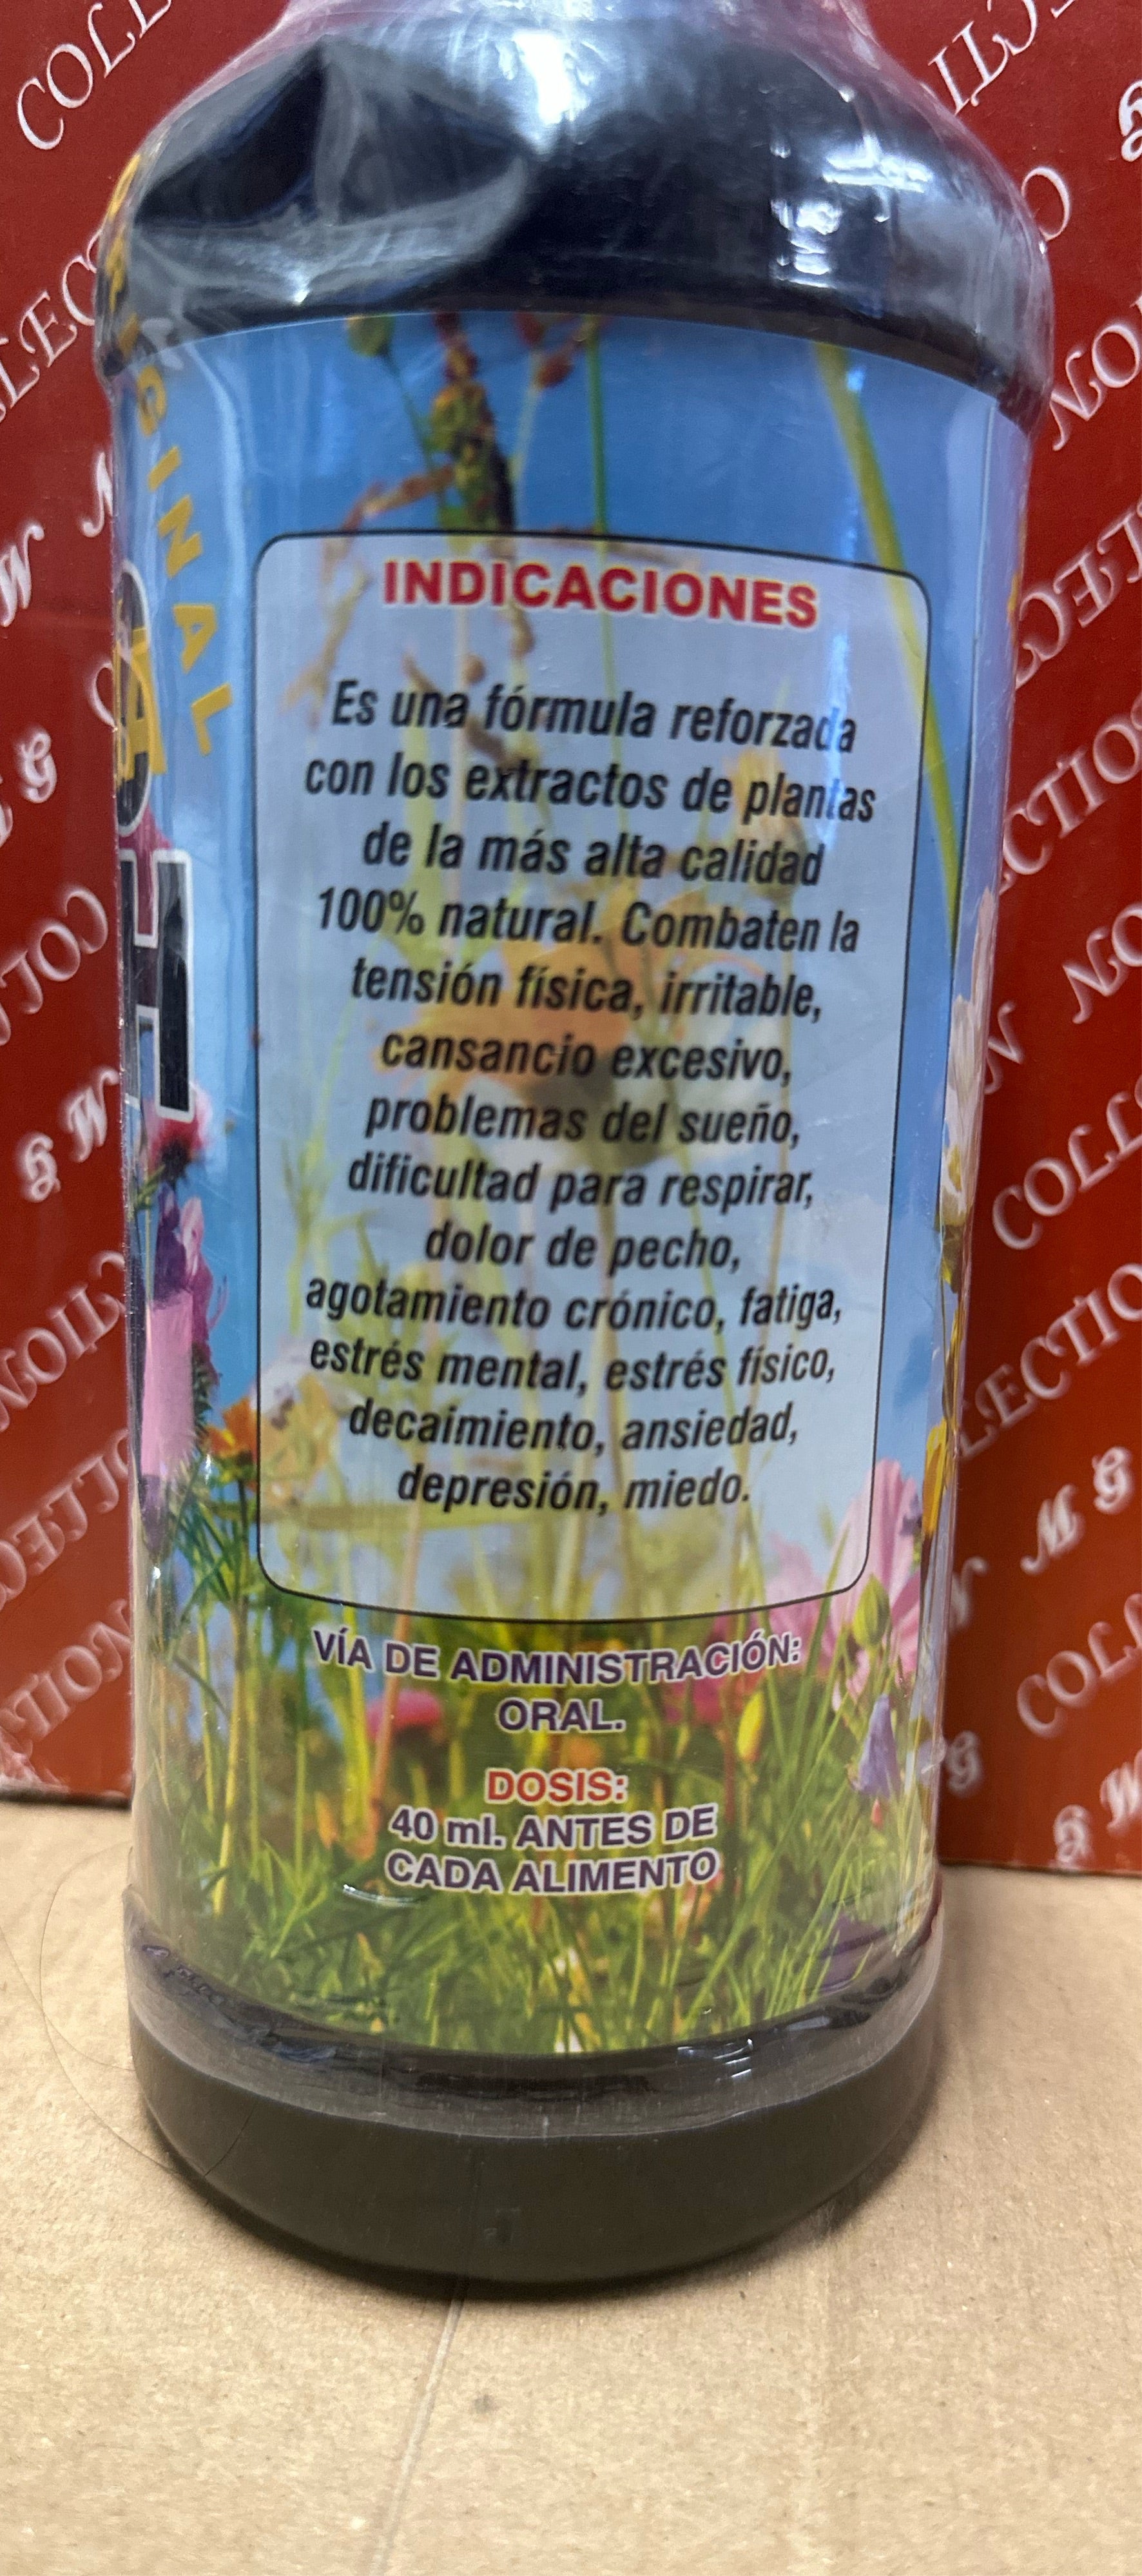 INDICACIONES
Es una fórmula reforzada
con los extractos de plantas
de la más alta calidad
100% natural. Combaten la
tensión física, irritable,
cansancio excesivo,
problemas del sueño,
dificultad para respirar,
dolor de pecho,
agotamiento crónico, fatiga,
estrés mental, estrés físico,
decaimiento, ansiedad,
depresión, miedo.
VÍA DE ADMINISTRACIÓN:
ORAL.
DOSIS:
40 ml. ANTES DE
CADA ALIMENTO